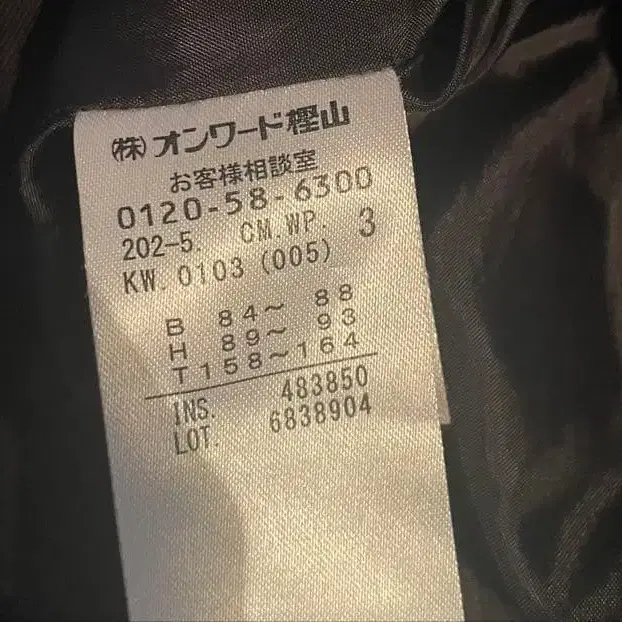 ㈱オンワード樫山
お客様相談室
0120-58-6300
202-5. CM.WP. 3
KW.0103(005)
B 84～ 88
H 89～ 93
T158～164
INS. 483850
LOT. 6838904